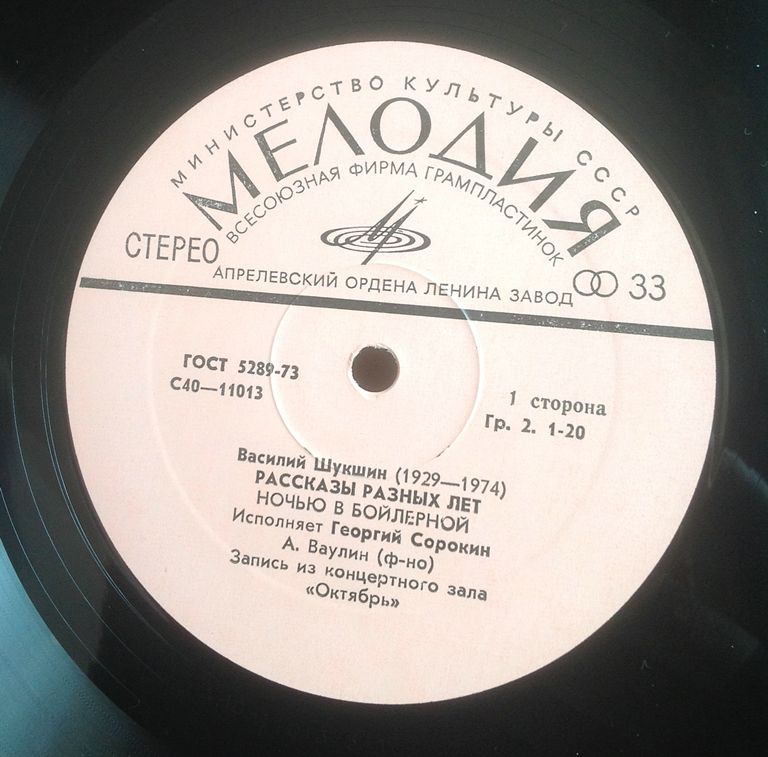 МИНИСТЕРСТВО КУЛЬТУРЫ СССР
МЕЛОДИЯ
ВСЕСОЮЗНАЯ ФИРМА ГРАМПЛАСТИНОК
СТЕРЕО
АПРЕЛЕВСКИЙ ОРДЕНА ЛЕНИНА ЗАВОД
33
ГОСТ 5289-73
С40—11013
1 сторона
Гр. 2. 1-20
Василий Шукшин (1929—1974)
РАССКАЗЫ РАЗНЫХ ЛЕТ
НОЧЬЮ В БОЙЛЕРНОЙ
Исполняет Георгий Сорокин
А. Ваулин (ф-но)
Запись из концертного зала
«Октябрь»